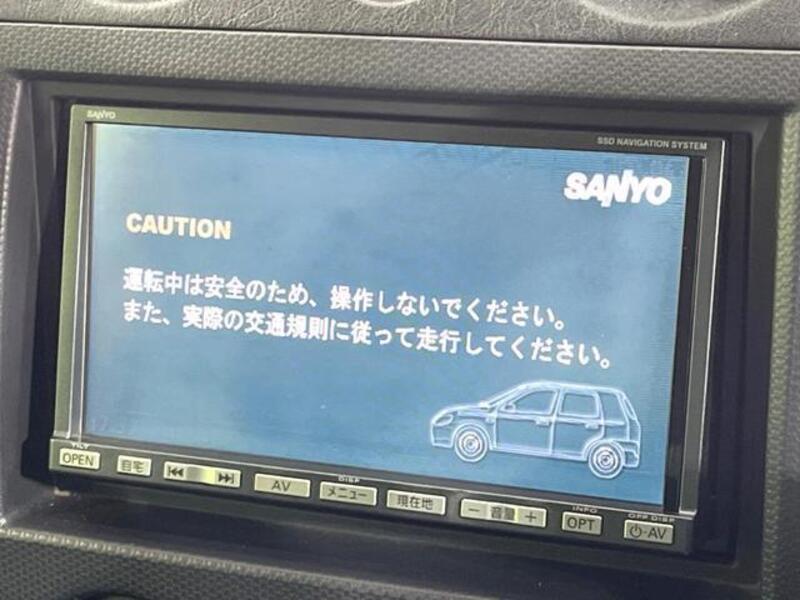 SANYO
SSD NAVIGATION SYSTEM
SANYO
CAUTION
運転中は安全のため、操作しないでください。
また、実際の交通規則に従って走行してください。
TILT
OPEN
自宅
AV
DISP
メニュー
現在地
− 音量 +
INFO
OPT
OFF DISP
⏻·AV